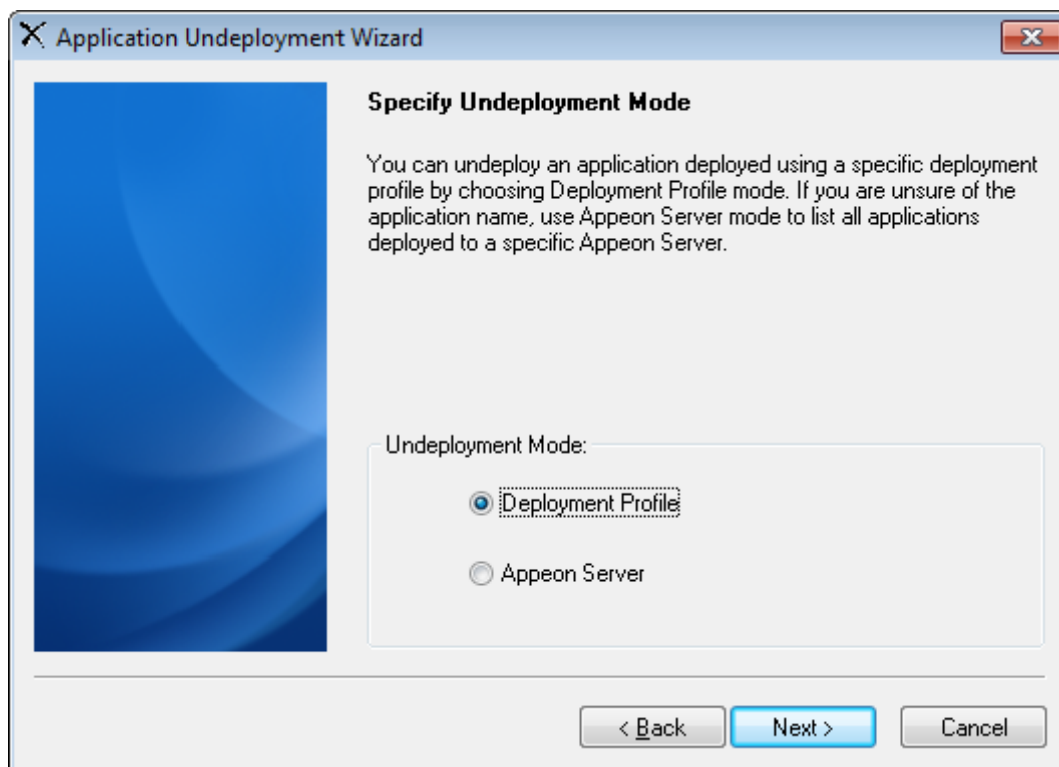 Application Undeployment Wizard
Specify Undeployment Mode
You can undeploy an application deployed using a specific deployment
profile by choosing Deployment Profile mode. If you are unsure of the
application name, use Appeon Server mode to list all applications
deployed to a specific Appeon Server.
Undeployment Mode:
Deployment Profile
Appeon Server
< Back
Next >
Cancel